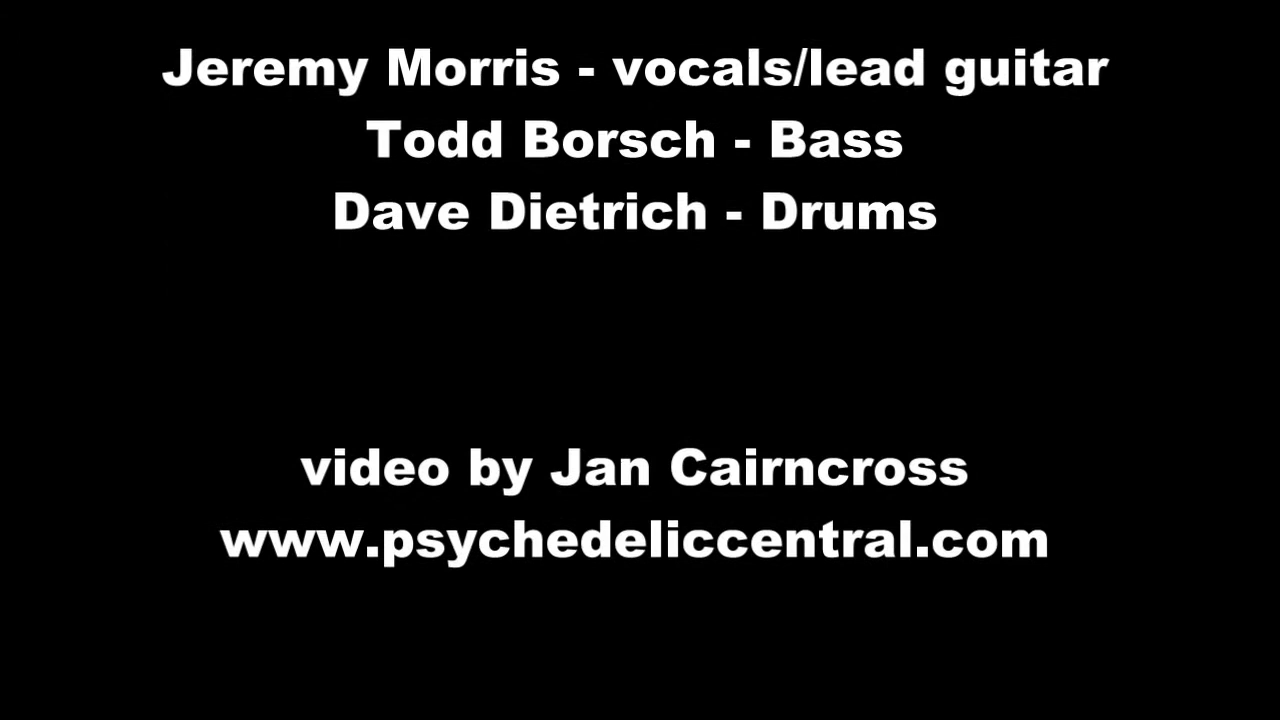 Jeremy Morris - vocals/lead guitar
Todd Borsch - Bass
Dave Dietrich - Drums
video by Jan Cairncross
www.psychedeliccentral.com